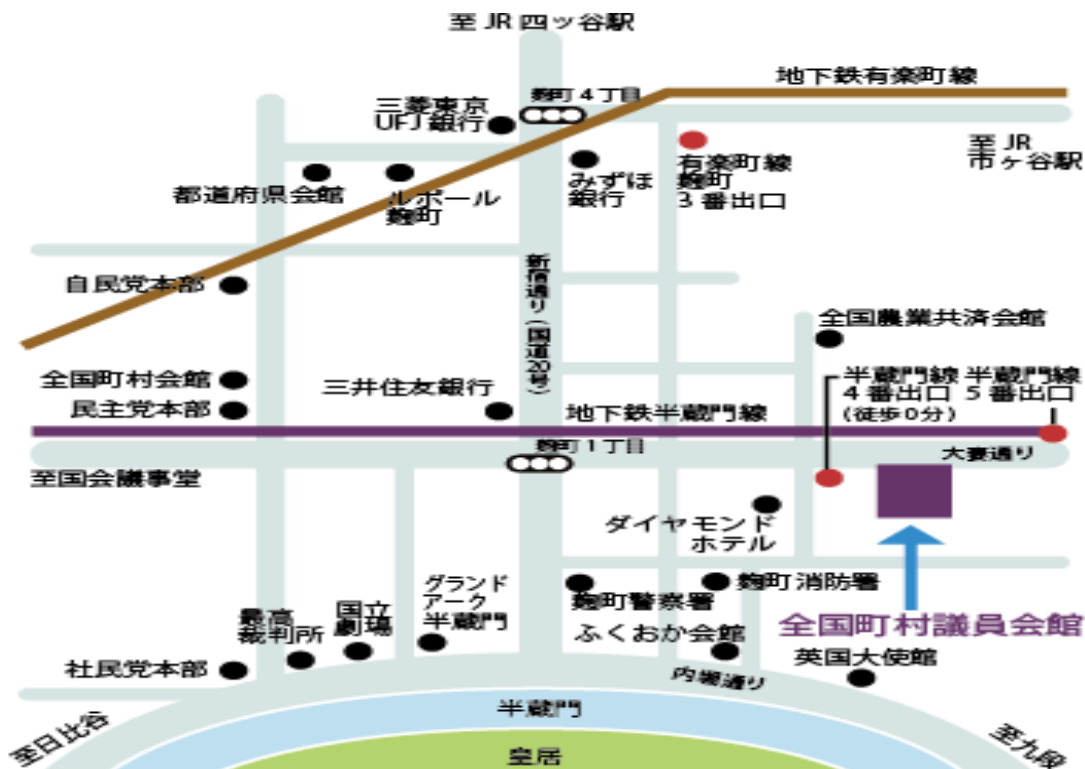 至JR四ッ谷駅
地下鉄有楽町線
麹町4丁目
三菱東京
UFJ銀行
至JR
市ヶ谷駅
有楽町線
麹町
3番出口
みずほ
銀行
都道府県会館
ルポール
麹町
新宿通り(国道20号)
自民党本部
全国農業共済会館
全国町村会館
三井住友銀行
半蔵門線
4番出口
(徒歩0分)
半蔵門線
5番出口
民主党本部
地下鉄半蔵門線
麹町1丁目
大妻通り
至国会議事堂
ダイヤモンド
ホテル
グランド
アーク
半蔵門
麹町警察署
麹町消防署
最高
裁判所
国立
劇場
ふくおか会館
全国町村議員会館
英国大使館
社民党本部
内堀通り
半蔵門
至日比谷
至九段
皇居